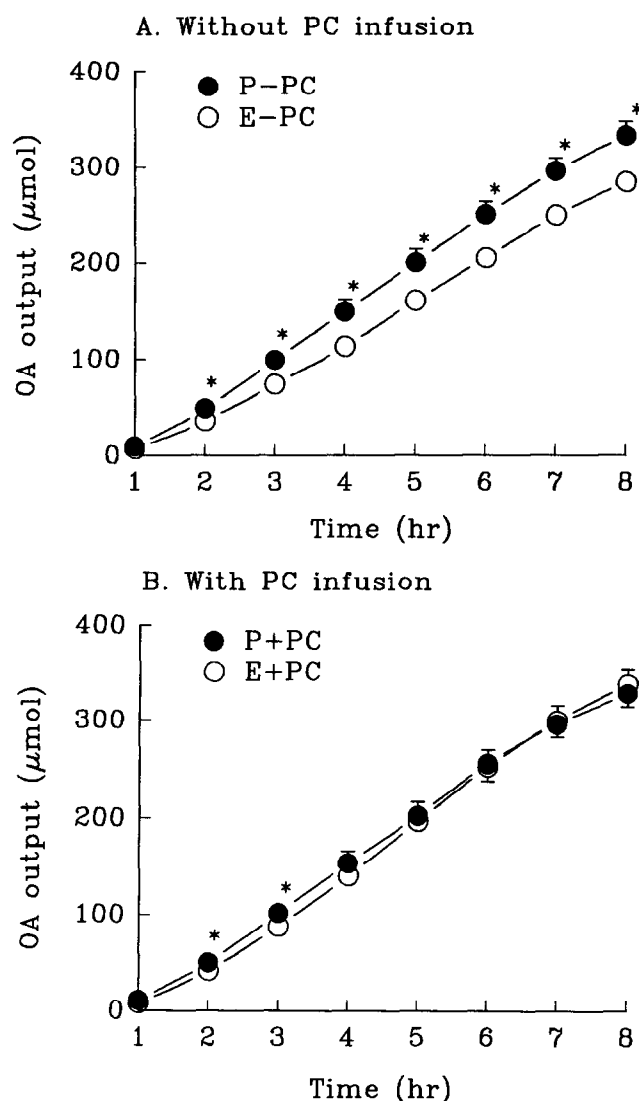 A. Without PC infusion
400
300
200
100
0
OA output (μmol)
P−PC
E−PC
*
*
*
*
*
*
*
1 2 3 4 5 6 7 8
Time (hr)
B. With PC infusion
400
300
200
100
0
OA output (μmol)
P+PC
E+PC
*
*
1 2 3 4 5 6 7 8
Time (hr)